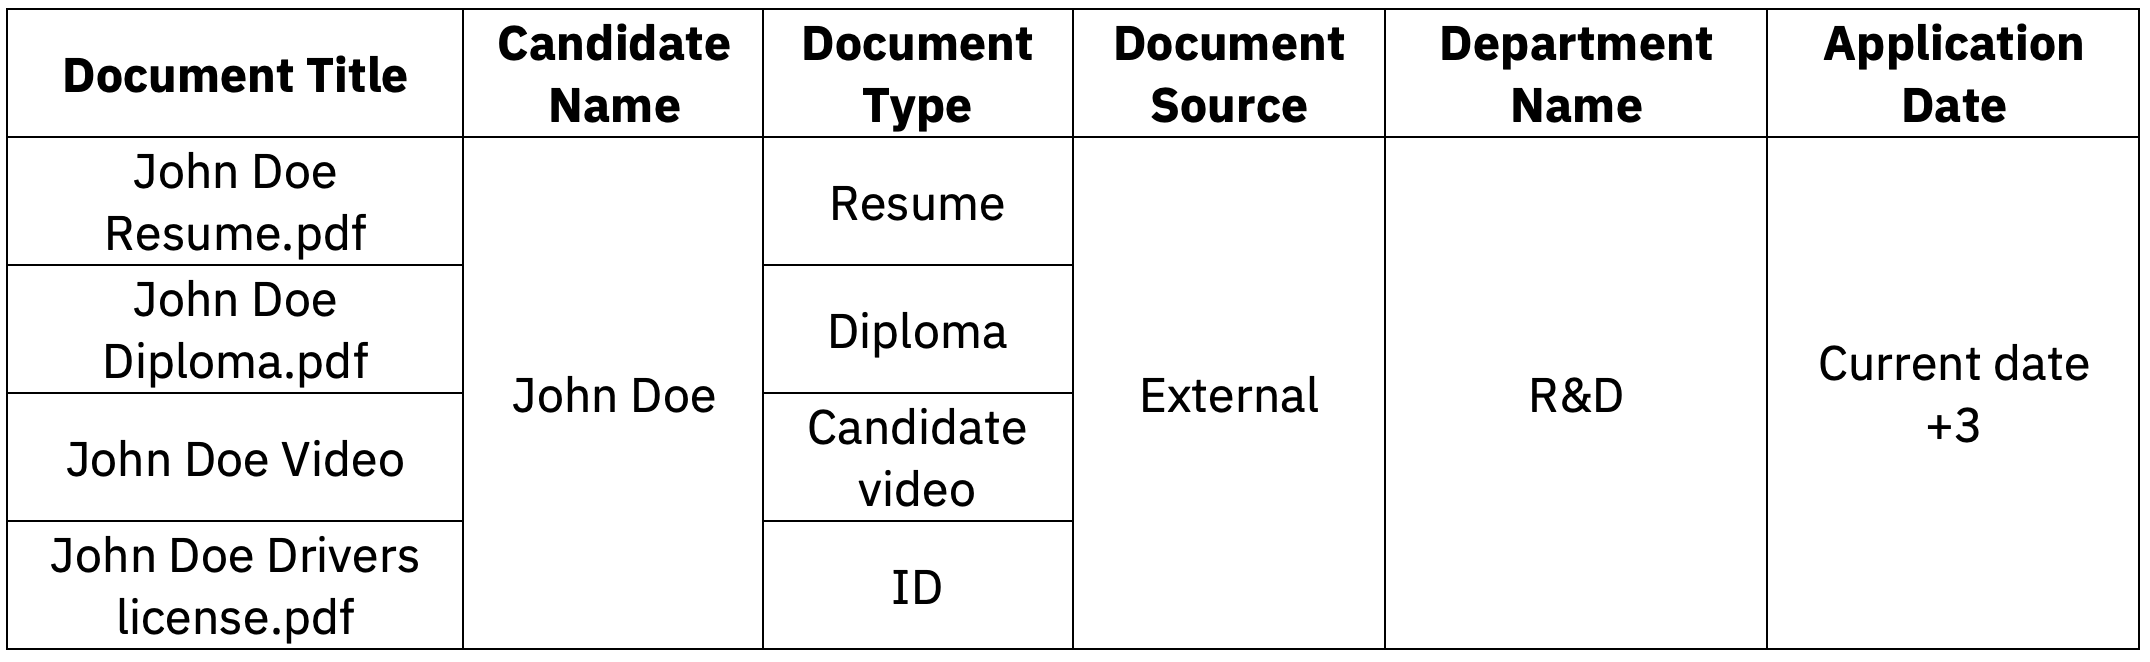 Document Title
Candidate
Name
Document
Type
Document
Source
Department
Name
Application
Date
John Doe
Resume.pdf
John Doe
Resume
External
R&D
Current date
+3
John Doe
Diploma.pdf
Diploma
John Doe Video
Candidate
video
John Doe Drivers
license.pdf
ID